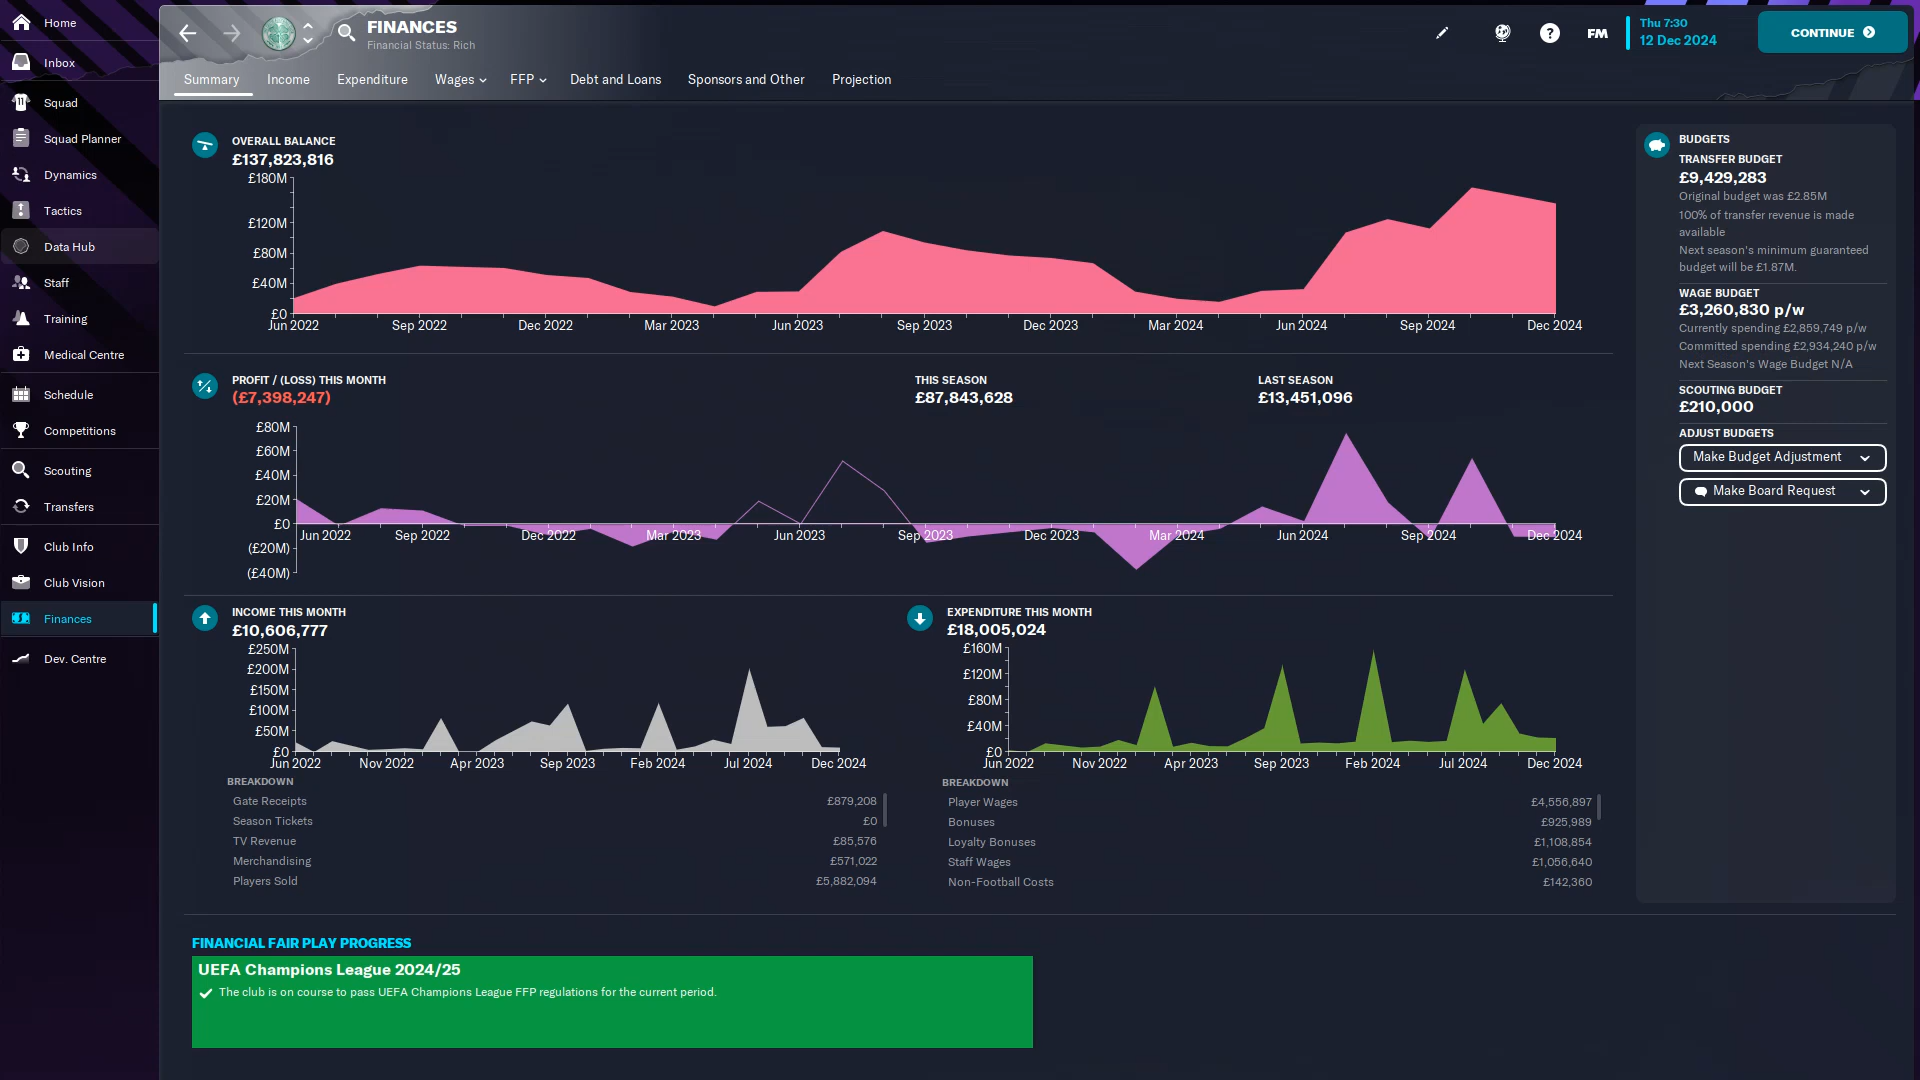 Home
Inbox
Squad
Squad Planner
Dynamics
Tactics
Data Hub
Staff
Training
Medical Centre
Schedule
Competitions
Scouting
Transfers
Club Info
Club Vision
Finances
Dev. Centre
FINANCES
Financial Status: Rich
FM
Thu 7:30
12 Dec 2024
CONTINUE
Summary Income Expenditure Wages FFP Debt and Loans Sponsors and Other Projection
OVERALL BALANCE
£137,823,816
£180M
£120M
£80M
£40M
£0
Jun 2022 Sep 2022 Dec 2022 Mar 2023 Jun 2023 Sep 2023 Dec 2023 Mar 2024 Jun 2024 Sep 2024 Dec 2024
PROFIT / (LOSS) THIS MONTH
(£7,398,247)
THIS SEASON
£87,843,628
LAST SEASON
£13,451,096
£80M
£60M
£40M
£20M
£0
(£20M)
(£40M)
Jun 2022 Sep 2022 Dec 2022 Mar 2023 Jun 2023 Sep 2023 Dec 2023 Mar 2024 Jun 2024 Sep 2024 Dec 2024
INCOME THIS MONTH
£10,606,777
£250M
£200M
£150M
£100M
£50M
£0
Jun 2022 Nov 2022 Apr 2023 Sep 2023 Feb 2024 Jul 2024 Dec 2024
BREAKDOWN
Gate Receipts £879,208
Season Tickets £0
TV Revenue £85,576
Merchandising £571,022
Players Sold £5,882,094
EXPENDITURE THIS MONTH
£18,005,024
£160M
£120M
£80M
£40M
£0
Jun 2022 Nov 2022 Apr 2023 Sep 2023 Feb 2024 Jul 2024 Dec 2024
BREAKDOWN
Player Wages £4,556,897
Bonuses £925,989
Loyalty Bonuses £1,108,854
Staff Wages £1,056,640
Non-Football Costs £142,360
BUDGETS
TRANSFER BUDGET
£9,429,283
Original budget was £2.85M
100% of transfer revenue is made
available
Next season's minimum guaranteed
budget will be £1.87M.
WAGE BUDGET
£3,260,830 p/w
Currently spending £2,859,749 p/w
Committed spending £2,934,240 p/w
Next Season's Wage Budget N/A
SCOUTING BUDGET
£210,000
ADJUST BUDGETS
Make Budget Adjustment
Make Board Request
FINANCIAL FAIR PLAY PROGRESS
UEFA Champions League 2024/25
The club is on course to pass UEFA Champions League FFP regulations for the current period.